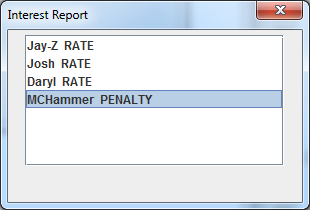 Interest Report
Jay-Z RATE
Josh RATE
Daryl RATE
MCHammer PENALTY